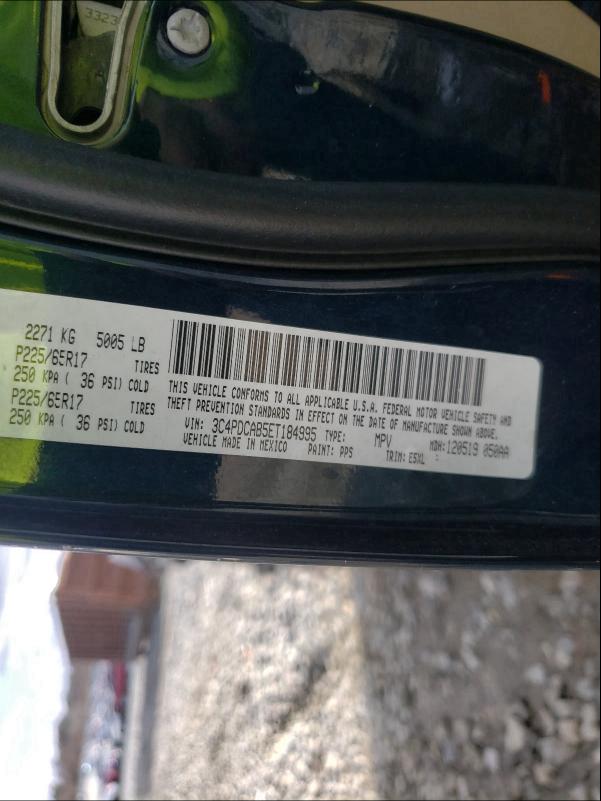 3323
2271 KG 5005 LB
P225/65R17 TIRES
250 KPA ( 36 PSI) COLD
P225/65R17 TIRES
250 KPA ( 36 PSI) COLD
THIS VEHICLE CONFORMS TO ALL APPLICABLE U.S.A. FEDERAL MOTOR VEHICLE SAFETY AND
THEFT PREVENTION STANDARDS IN EFFECT ON THE DATE OF MANUFACTURE SHOWN ABOVE.
VIN: 3C4PDCAB5ET184995 TYPE: MPV MDH: 120519 050AA
VEHICLE MADE IN MEXICO PAINT: PPS TRIM: E5XL